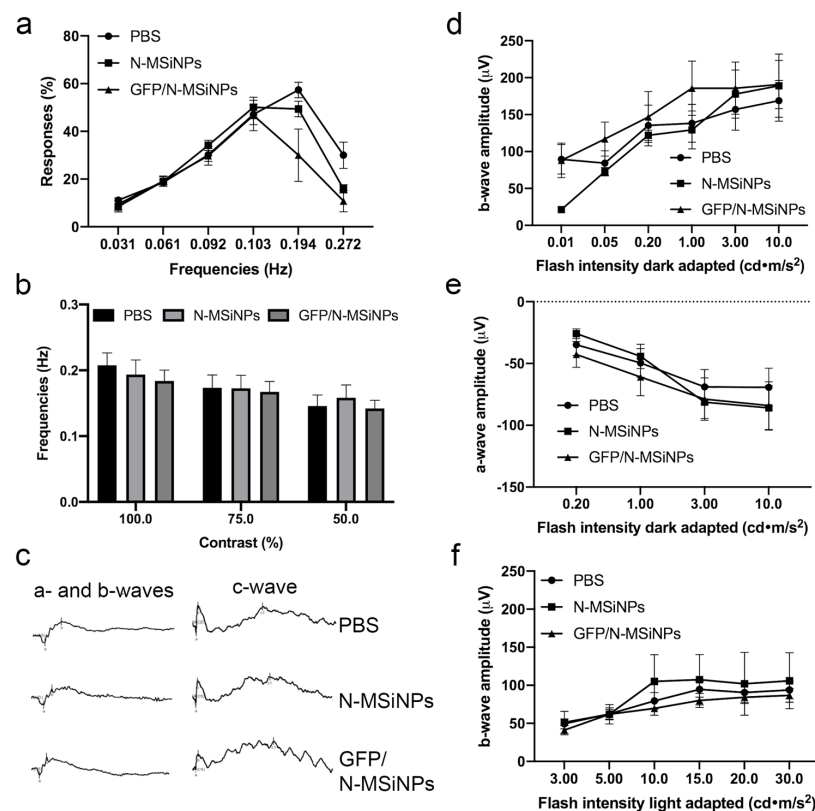 a
PBS
N-MSiNPs
GFP/N-MSiNPs
Responses (%)
80
60
40
20
0
0.031 0.061 0.092 0.103 0.194 0.272
Frequencies (Hz)
b
PBS N-MSiNPs GFP/N-MSiNPs
Frequencies (Hz)
0.3
0.2
0.1
0.0
100.0 75.0 50.0
Contrast (%)
c
a- and b-waves c-wave
PBS
N-MSiNPs
GFP/
N-MSiNPs
d
b-wave amplitude (μV)
250
200
150
100
50
0
PBS
N-MSiNPs
GFP/N-MSiNPs
0.01 0.05 0.20 1.00 3.00 10.0
Flash intensity dark adapted (cd•m/s²)
e
a-wave amplitude (μV)
0
-50
-100
-150
PBS
N-MSiNPs
GFP/N-MSiNPs
0.20 1.00 3.00 10.0
Flash intensity dark adapted (cd•m/s²)
f
b-wave amplitude (μV)
250
200
150
100
50
0
PBS
N-MSiNPs
GFP/N-MSiNPs
3.00 5.00 10.0 15.0 20.0 30.0
Flash intensity light adapted (cd•m/s²)